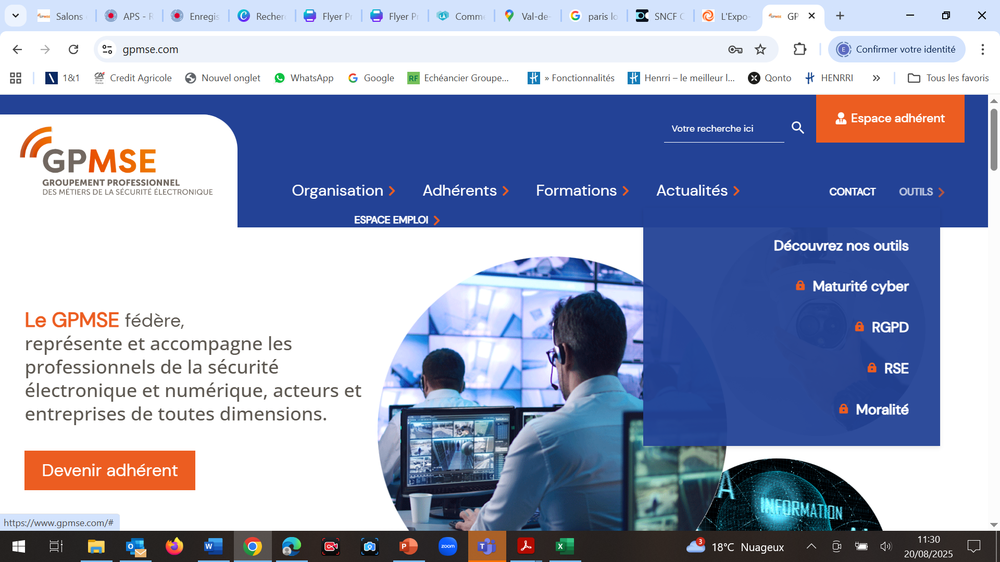 Salons
APS - R
Enregis
Recher
Flyer Pr
Flyer Pr
Comme
Val-de-
paris lo
SNCF C
L'Expo-
GP
gpmse.com
E
Confirmer votre identité
1&1
Credit Agricole
Nouvel onglet
WhatsApp
Google
RF Echéancier Groupe...
» Fonctionnalités
Henrri – le meilleur l...
Qonto
HENRRI
Tous les favoris
Votre recherche ici
Espace adhérent
GPMSE
GROUPEMENT PROFESSIONNEL
DES MÉTIERS DE LA SÉCURITÉ ÉLECTRONIQUE
Organisation
Adhérents
Formations
Actualités
CONTACT
OUTILS
ESPACE EMPLOI
Découvrez nos outils
Maturité cyber
RGPD
RSE
Moralité
Le GPMSE fédère,
représente et accompagne les
professionnels de la sécurité
électronique et numérique, acteurs et
entreprises de toutes dimensions.
Devenir adhérent
INFORMATION
https://www.gpmse.com/#
zoom
3
18°C Nuageux
11:30
20/08/2025